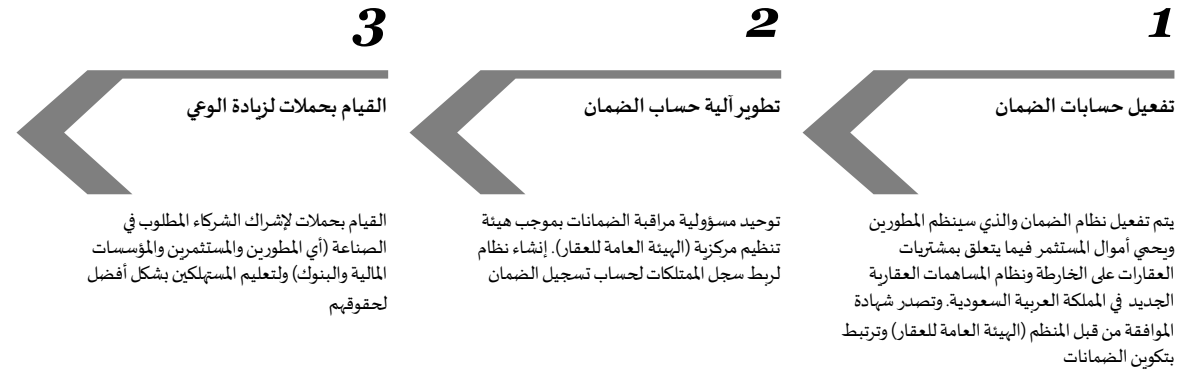 1
تفعيل حسابات الضمان
يتم تفعيل نظام الضمان والذي سينظم المطورين
ويحمي أموال المستثمر فيما يتعلق بمشتريات
العقارات على الخارطة ونظام المساهمات العقارية
الجديد في المملكة العربية السعودية. وتصدر شهادة
الموافقة من قبل المنظم (الهيئة العامة للعقار) وترتبط
بتكوين الضمانات
2
تطوير آلية حساب الضمان
توحيد مسؤولية مراقبة الضمانات بموجب هيئة
تنظيم مركزية (الهيئة العامة للعقار). إنشاء نظام
لربط سجل الممتلكات لحساب تسجيل الضمان
3
القيام بحملات لزيادة الوعي
القيام بحملات لإشراك الشركاء المطلوب في
الصناعة (أي المطورين والمستثمرين والمؤسسات
المالية والبنوك) ولتعليم المستهلكين بشكل أفضل
لحقوقهم